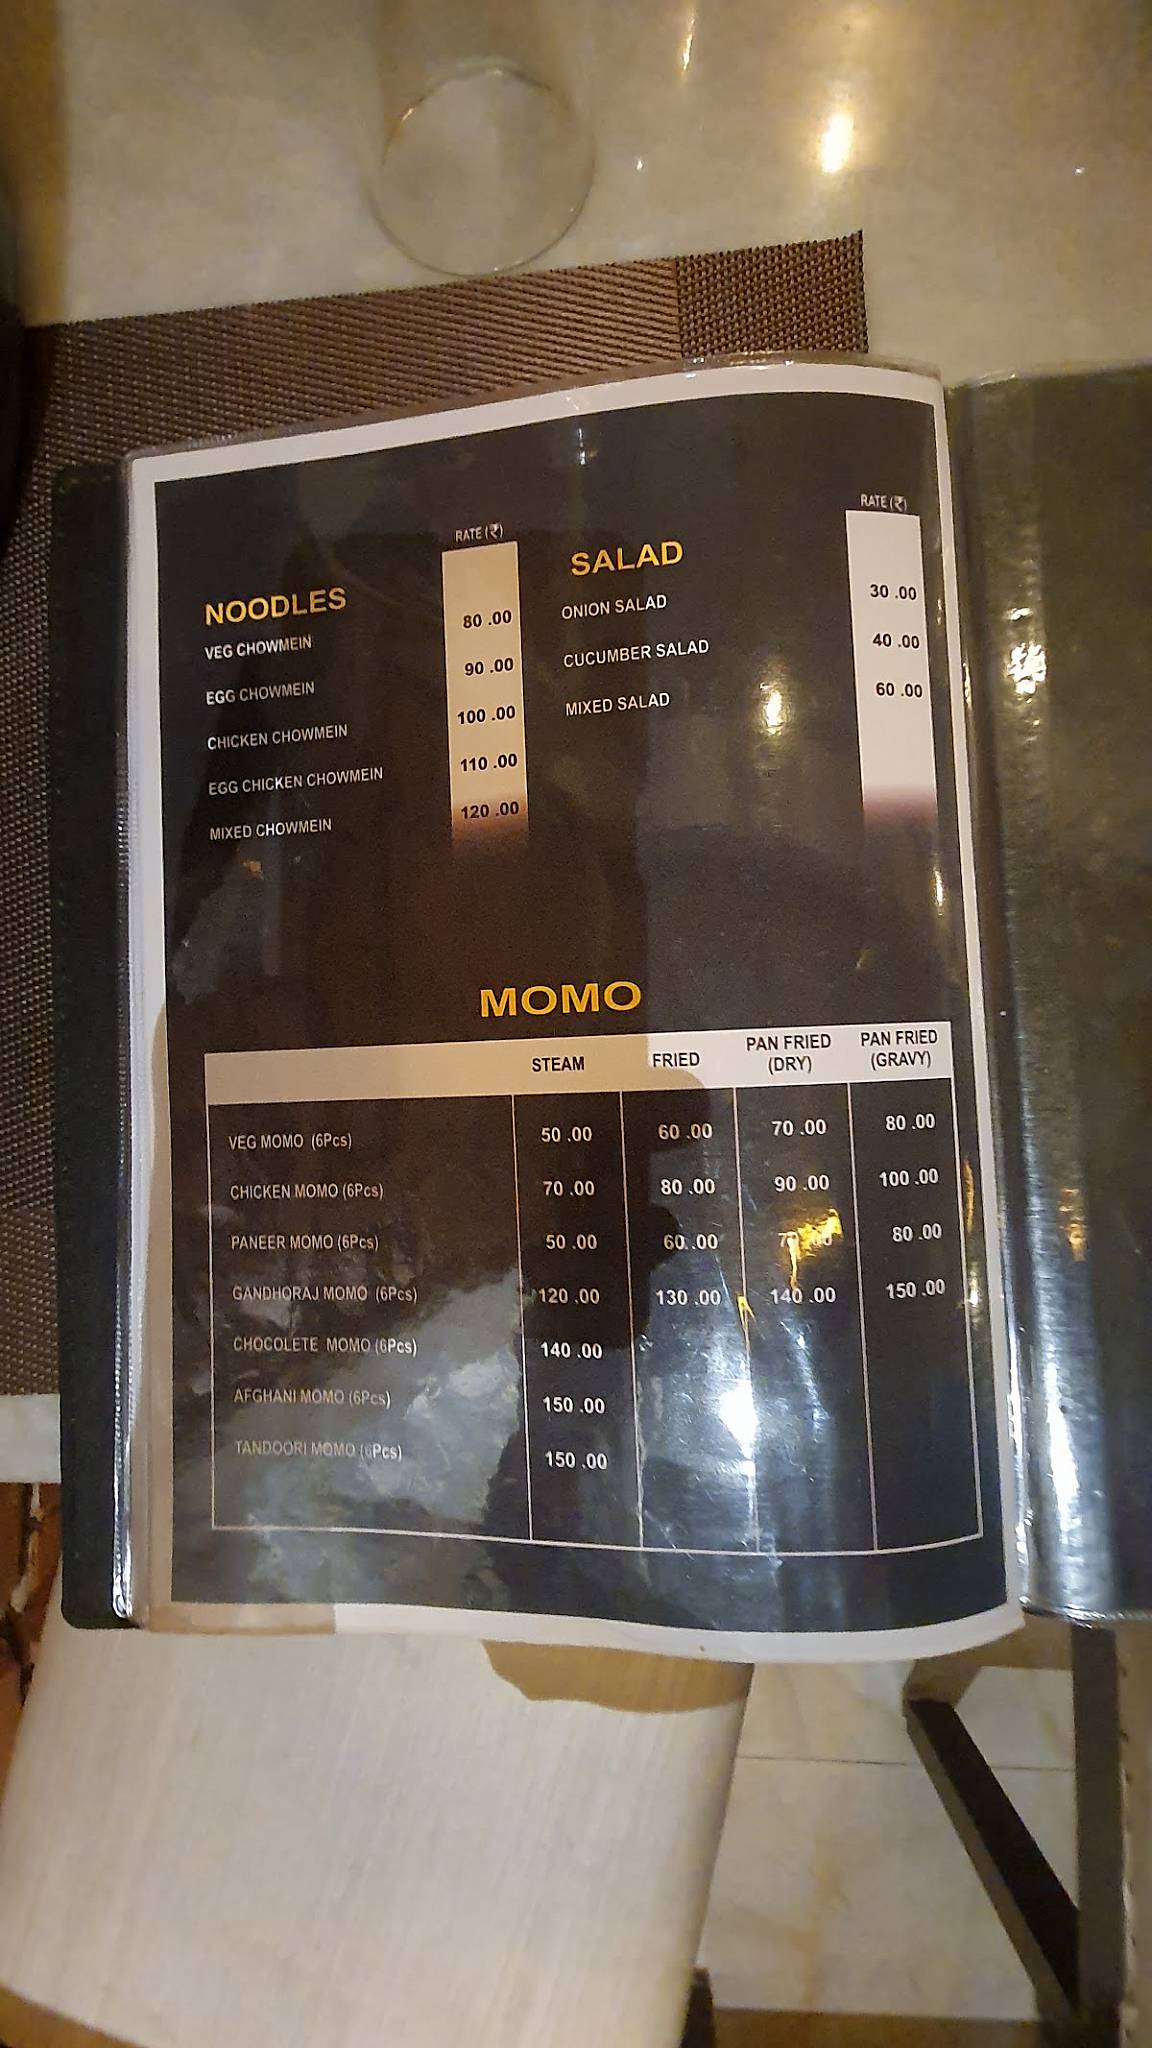 RATE (₹)
NOODLES
VEG CHOWMEIN 80 .00
EGG CHOWMEIN 90 .00
CHICKEN CHOWMEIN 100 .00
EGG CHICKEN CHOWMEIN 110 .00
MIXED CHOWMEIN 120 .00
RATE (₹)
SALAD
ONION SALAD 30 .00
CUCUMBER SALAD 40 .00
MIXED SALAD 60 .00
MOMO
STEAM FRIED PAN FRIED (DRY) PAN FRIED (GRAVY)
VEG MOMO (6Pcs) 50 .00 60 .00 70 .00 80 .00
CHICKEN MOMO (6Pcs) 70 .00 80 .00 90 .00 100 .00
PANEER MOMO (6Pcs) 50 .00 60 .00 80 .00
GANDHORAJ MOMO (6Pcs) 120 .00 130 .00 140 .00 150 .00
CHOCOLETE MOMO (6Pcs) 140 .00
AFGHANI MOMO (6Pcs) 150 .00
TANDOORI MOMO (6Pcs) 150 .00